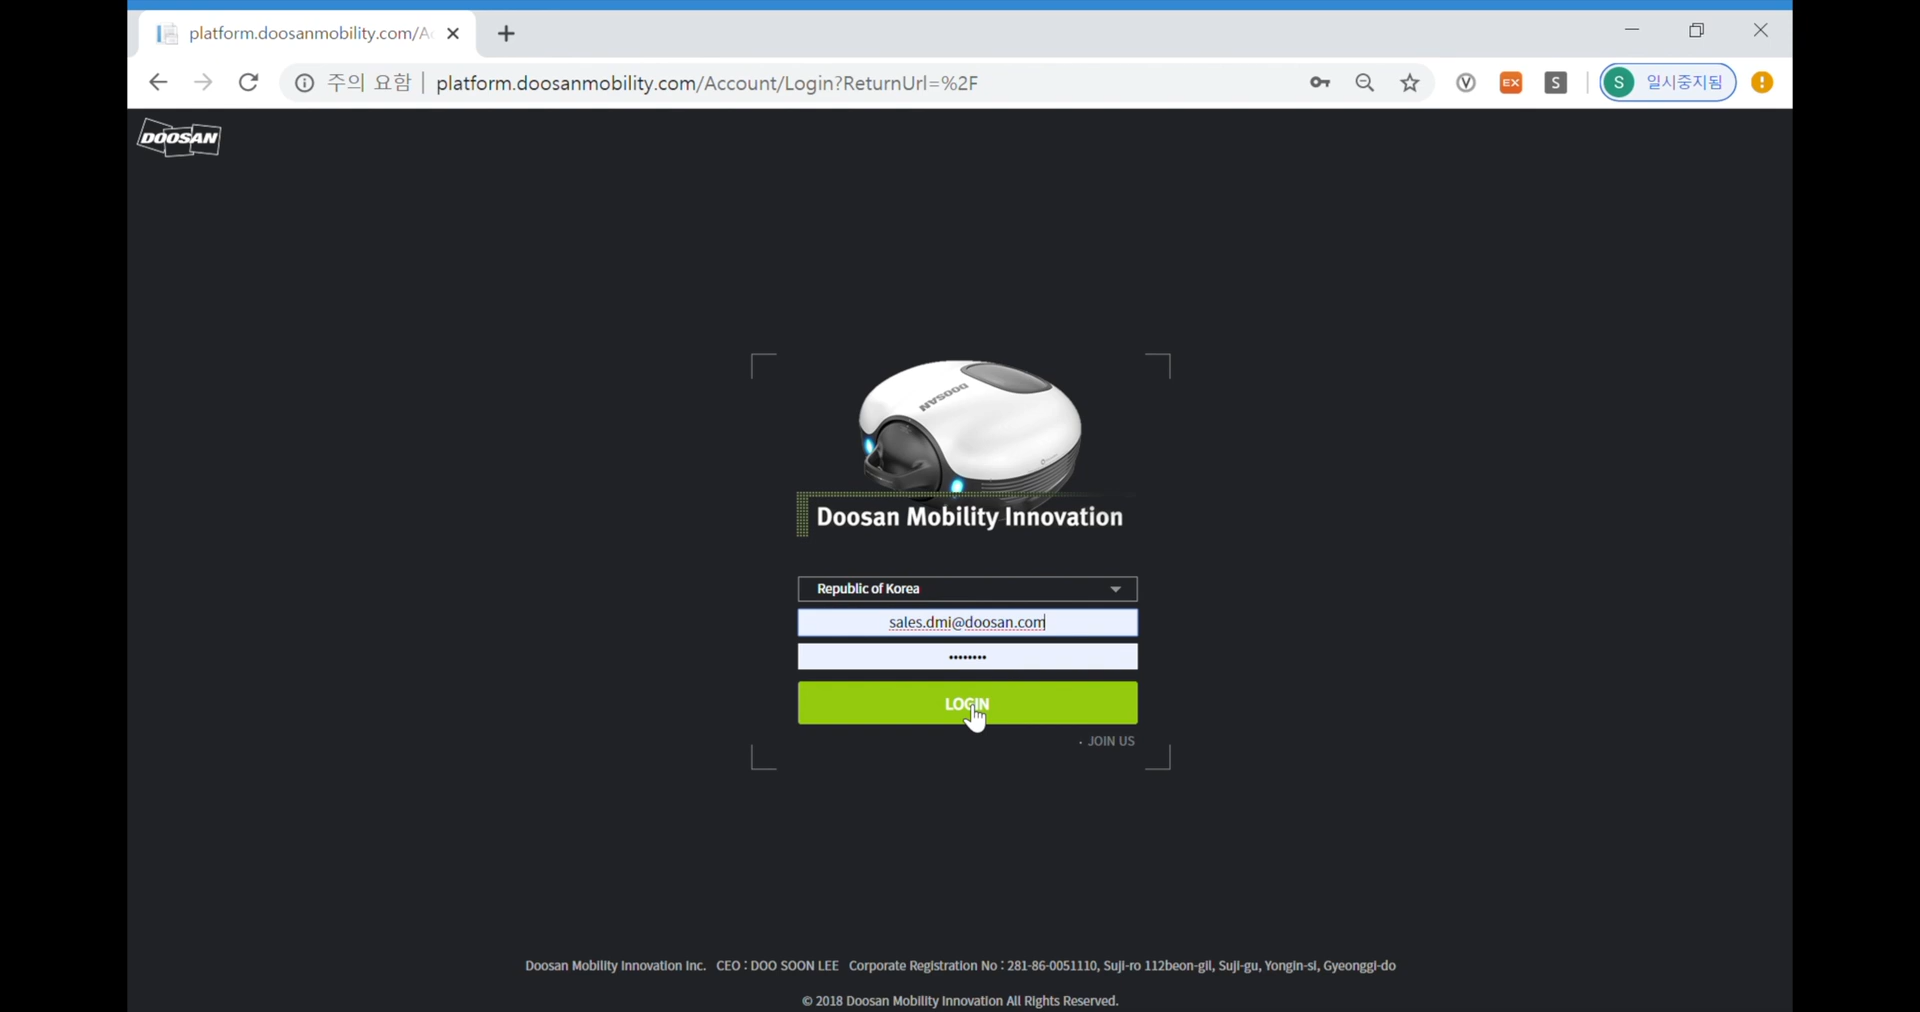 platform.doosanmobility.com/Ac
주의 요함 | platform.doosanmobility.com/Account/Login?ReturnUrl=%2F
V
EX
S
S 일시중지됨
DOOSAN
DOOSAN
Doosan Mobility Innovation
Republic of Korea
sales.dmi@doosan.com
LOGIN
· JOIN US
Doosan Mobility Innovation Inc. CEO : DOO SOON LEE Corporate Registration No : 281-86-0051110, Suji-ro 112beon-gil, Suji-gu, Yongin-si, Gyeonggi-do
© 2018 Doosan Mobility Innovation All Rights Reserved.